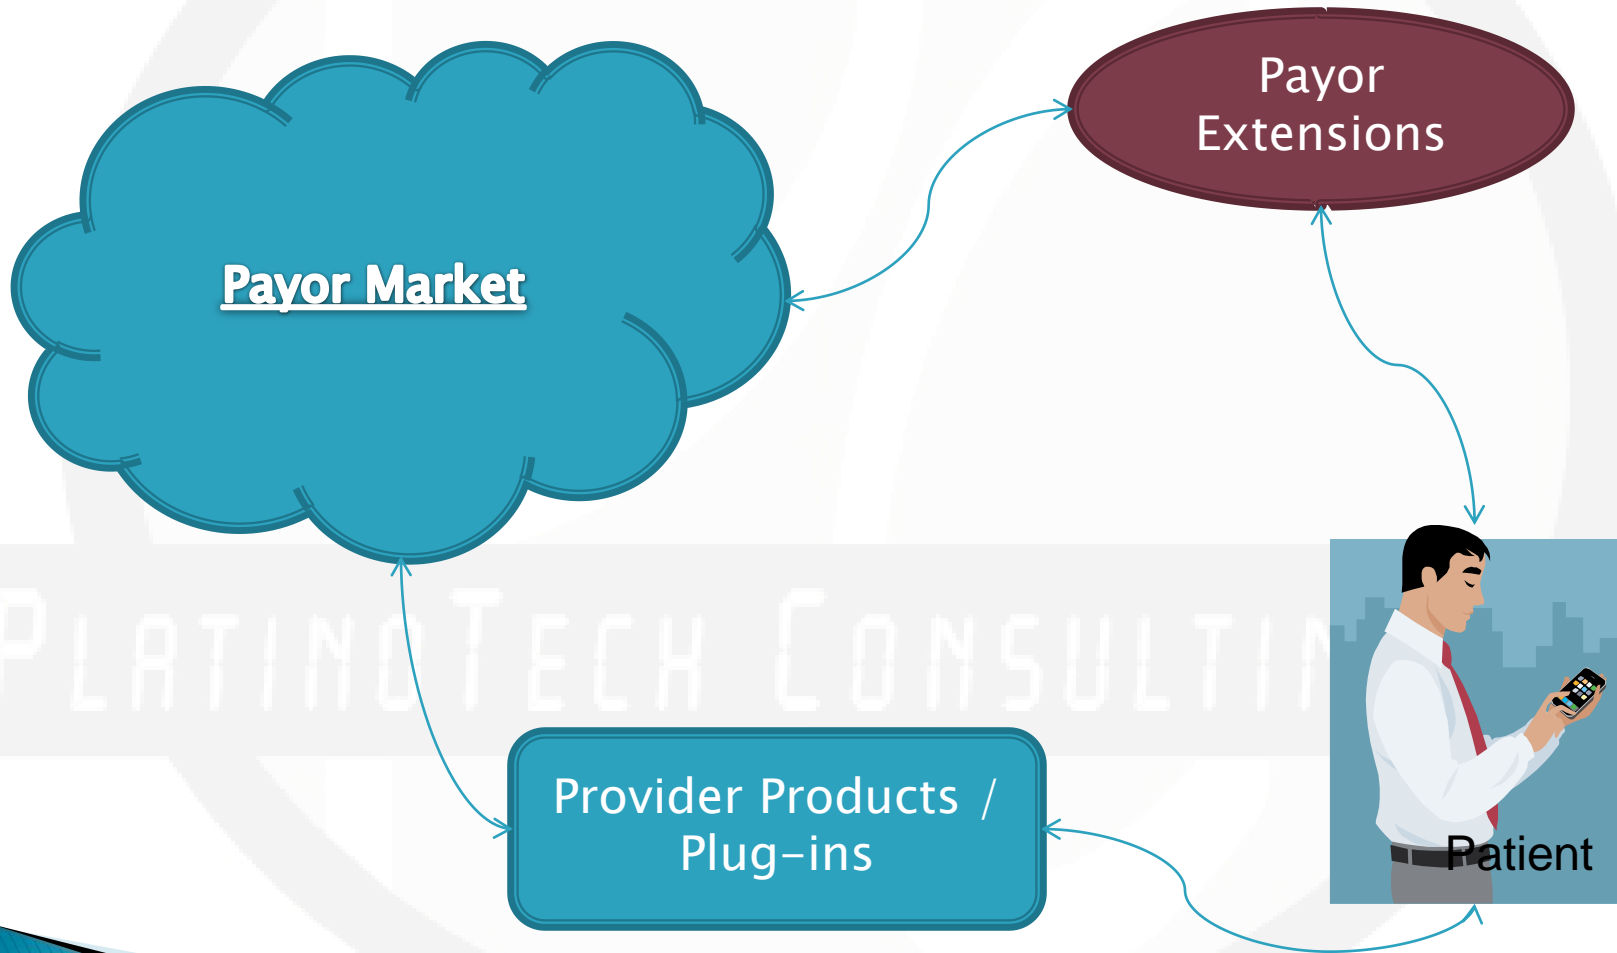 Payor
Extensions
Payor Market
PLATINOTECH CONSULTIN
Provider Products /
Plug-ins
Patient